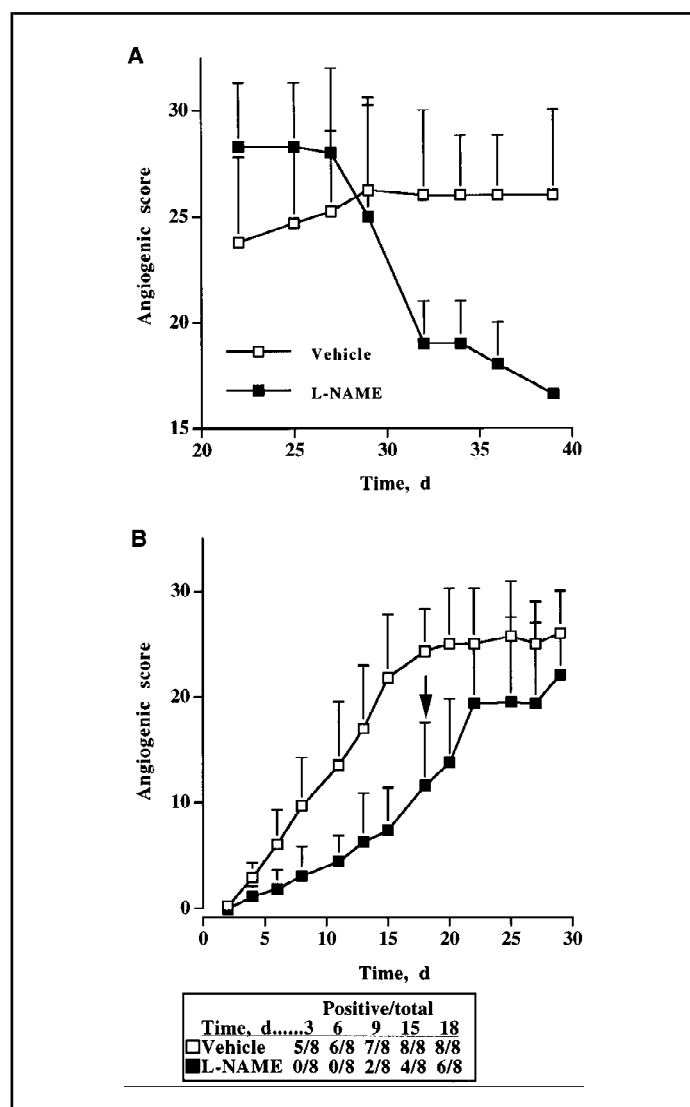 A
30
25
20
15
Angiogenic score
Vehicle
L-NAME
20 25 30 35 40
Time, d
B
30
20
10
0
Angiogenic score
0 5 10 15 20 25 30
Time, d
Positive/total
Time, d......3 6 9 15 18
Vehicle 5/8 6/8 7/8 8/8 8/8
L-NAME 0/8 0/8 2/8 4/8 6/8